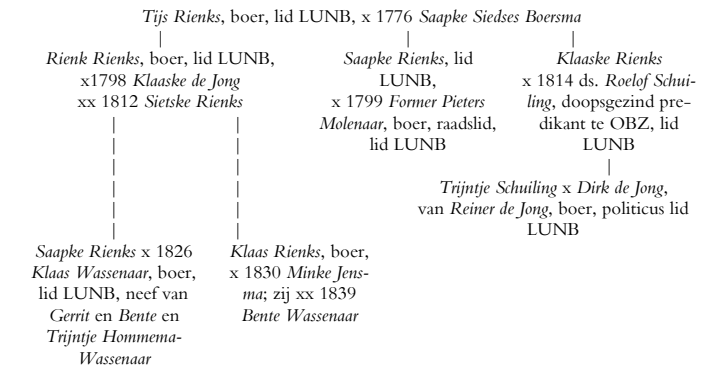 Tijs Rienks, boer, lid LUNB, x 1776 Saapke Siedses Boersma
Rienk Rienks, boer, lid LUNB,
x1798 Klaaske de Jong
xx 1812 Sietske Rienks
Saapke Rienks, lid
LUNB,
x 1799 Former Pieters
Molenaar, boer, raadslid,
lid LUNB
Klaaske Rienks
x 1814 ds. Roelof Schui-
ling, doopsgezind pre-
dikant te OBZ, lid
LUNB
Trijntje Schuiling x Dirk de Jong,
van Reiner de Jong, boer, politicus lid
LUNB
Saapke Rienks x 1826
Klaas Wassenaar, boer,
lid LUNB, neef van
Gerrit en Bente en
Trijntje Hommema-
Wassenaar
Klaas Rienks, boer,
x 1830 Minke Jens-
ma; zij xx 1839
Bente Wassenaar